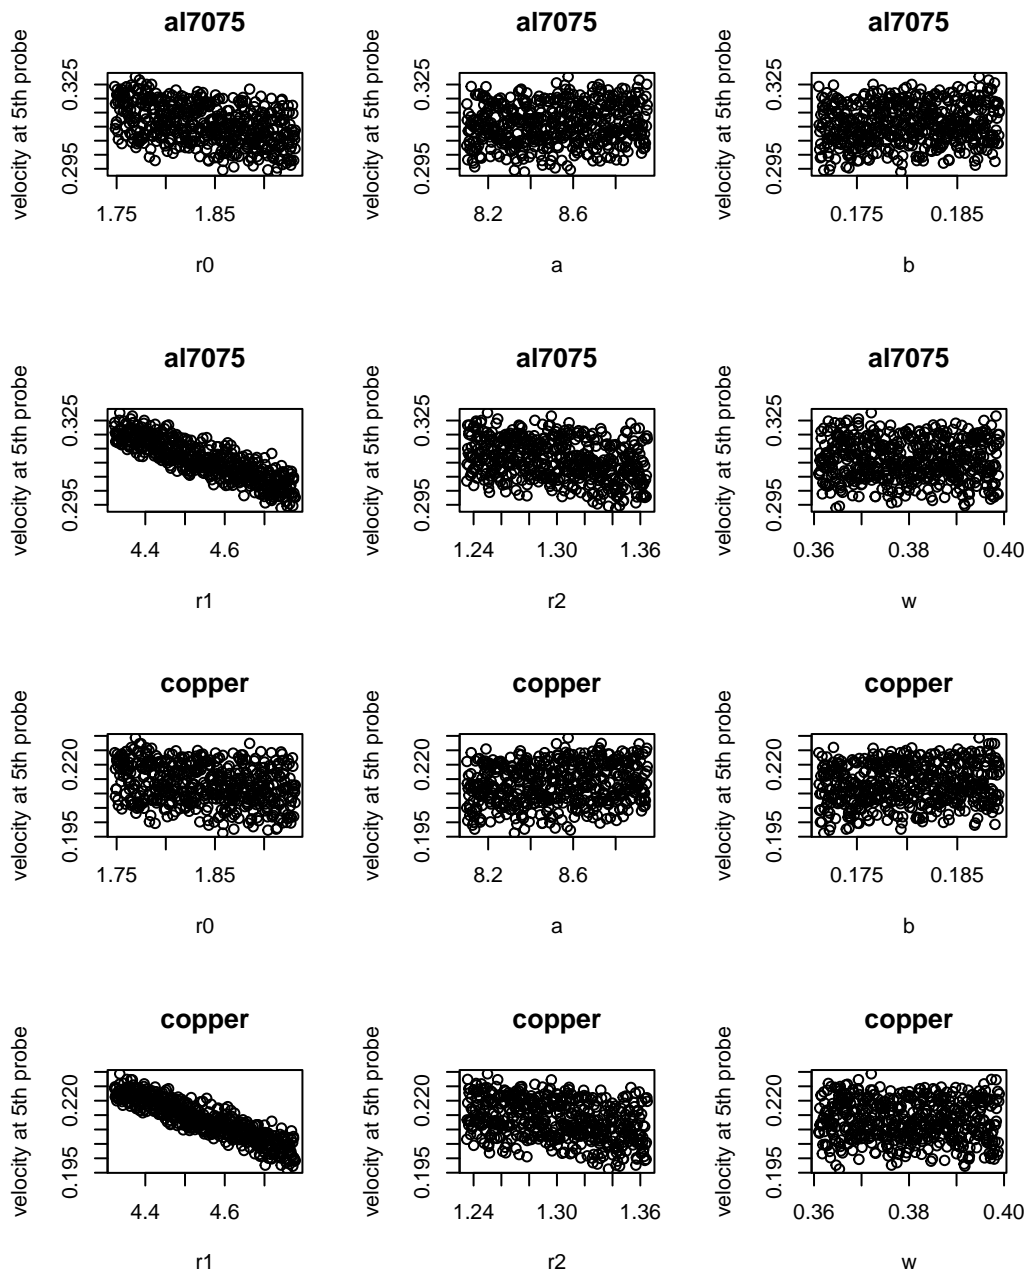 al7075
al7075
al7075
velocity at 5th probe
0.295
0.325
velocity at 5th probe
0.295
0.325
velocity at 5th probe
0.295
0.325
1.75 1.85
8.2 8.6
0.175 0.185
r0
a
b
al7075
al7075
al7075
velocity at 5th probe
0.295
0.325
velocity at 5th probe
0.295
0.325
velocity at 5th probe
0.295
0.325
4.4 4.6
1.24 1.30 1.36
0.36 0.38 0.40
r1
r2
w
copper
copper
copper
velocity at 5th probe
0.195
0.220
velocity at 5th probe
0.195
0.220
velocity at 5th probe
0.195
0.220
1.75 1.85
8.2 8.6
0.175 0.185
r0
a
b
copper
copper
copper
velocity at 5th probe
0.195
0.220
velocity at 5th probe
0.195
0.220
velocity at 5th probe
0.195
0.220
4.4 4.6
1.24 1.30 1.36
0.36 0.38 0.40
r1
r2
w